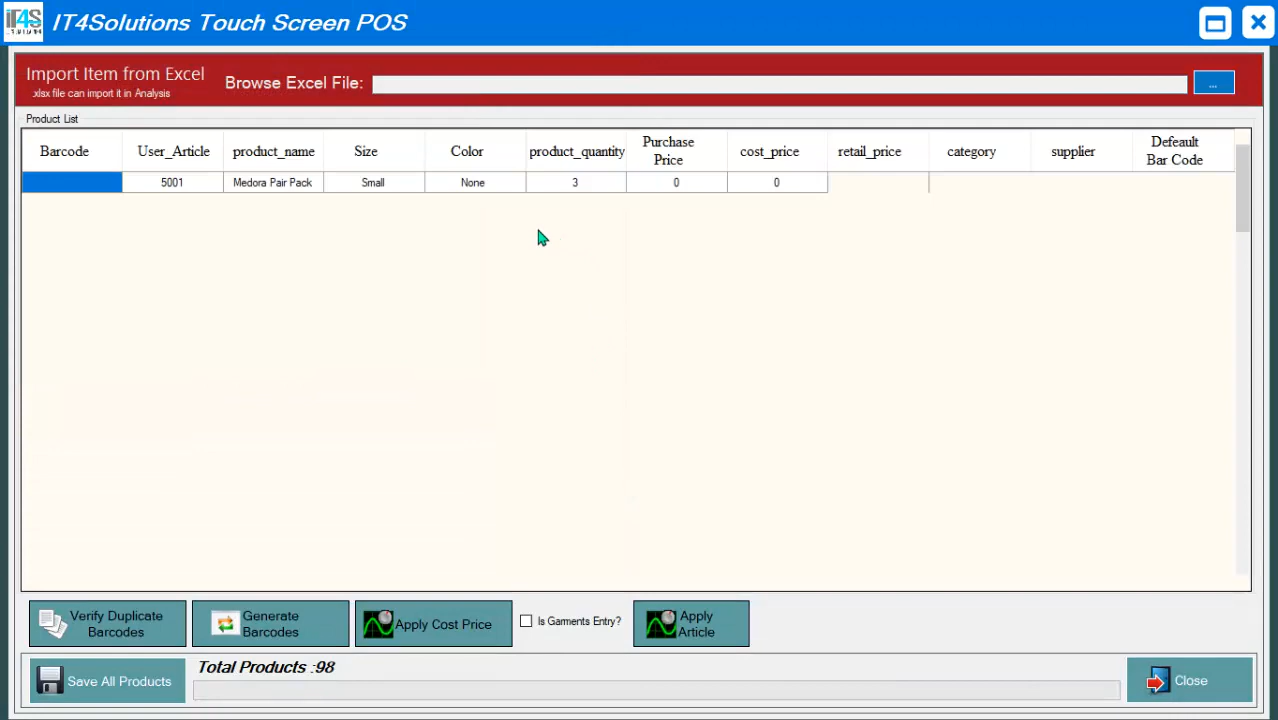 iT4S
IT4Solutions Touch Screen POS
Import Item from Excel
.xlsx file can import it in Analysis
Browse Excel File:
...
Product List
Barcode User_Article product_name Size Color product_quantity Purchase Price cost_price retail_price category supplier Defeault Bar Code
5001 Medora Pair Pack Small None 3 0 0
Verify Duplicate Barcodes
Generate Barcodes
Apply Cost Price
Is Garments Entry?
Apply Article
Save All Products
Total Products :98
Close